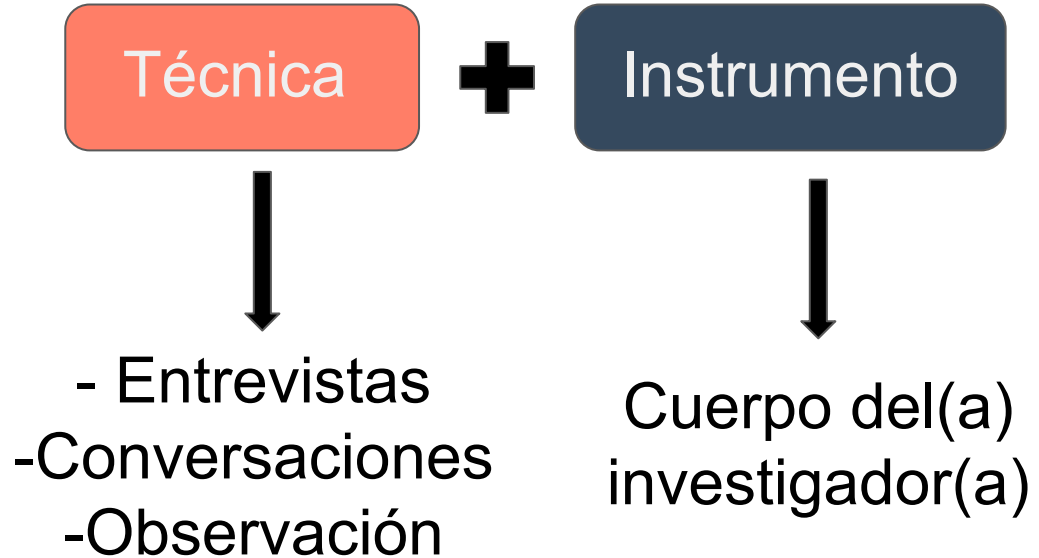 Técnica
Instrumento
- Entrevistas
-Conversaciones
-Observación
Cuerpo del(a)
investigador(a)